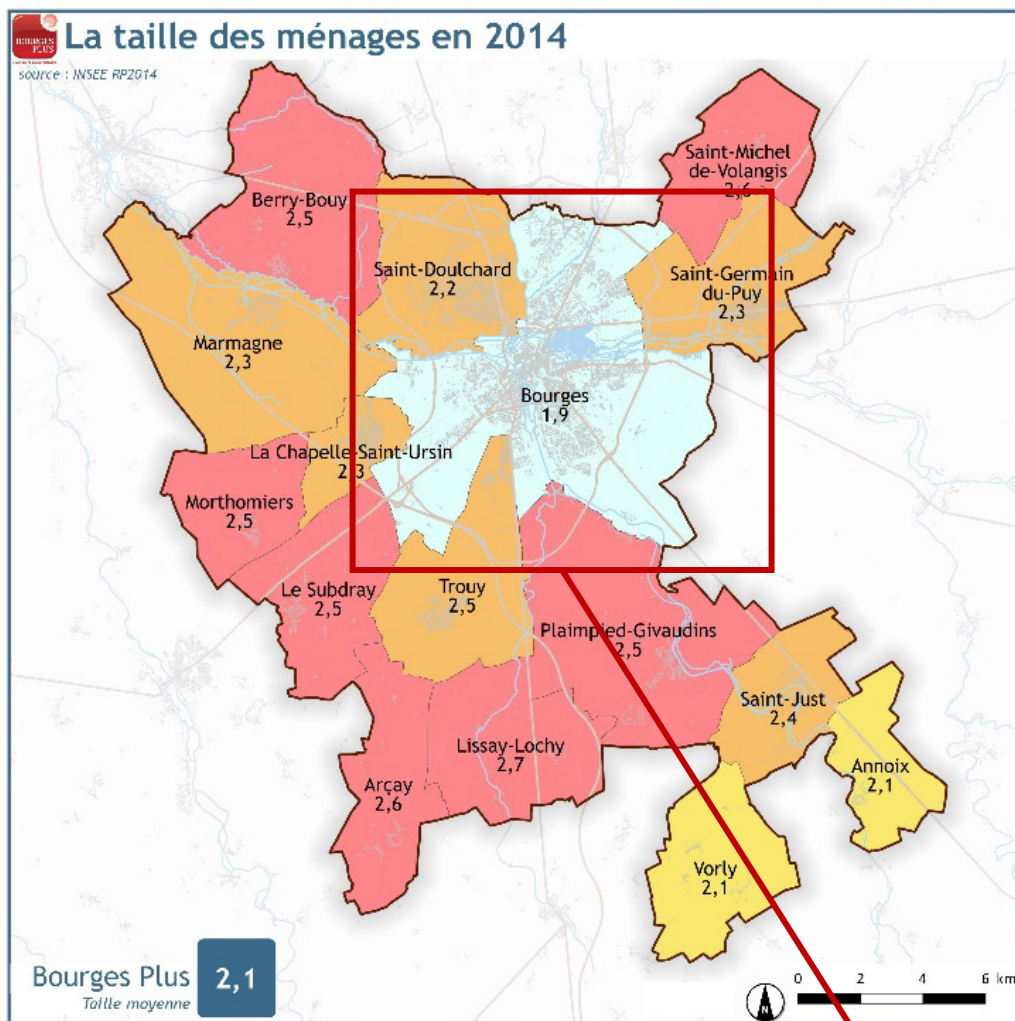 BOURGES
PLUS
La taille des ménages en 2014
source : INSEE RP2014
Saint-Michel
de-Volangis
2,6
Berry-Bouy
2,5
Saint-Doulchard
2,2
Saint-Germain
du-Puy
2,3
Marmagne
2,3
Bourges
1,9
La Chapelle-Saint-Ursin
2,3
Morthomiers
2,5
Le Subdray
2,5
Trouy
2,5
Plaimpied-Givaudins
2,5
Saint-Just
2,4
Lissay-Lochy
2,7
Annoix
2,1
Arçay
2,6
Vorly
2,1
Bourges Plus 2,1
Taille moyenne
0 2 4 6 km
N